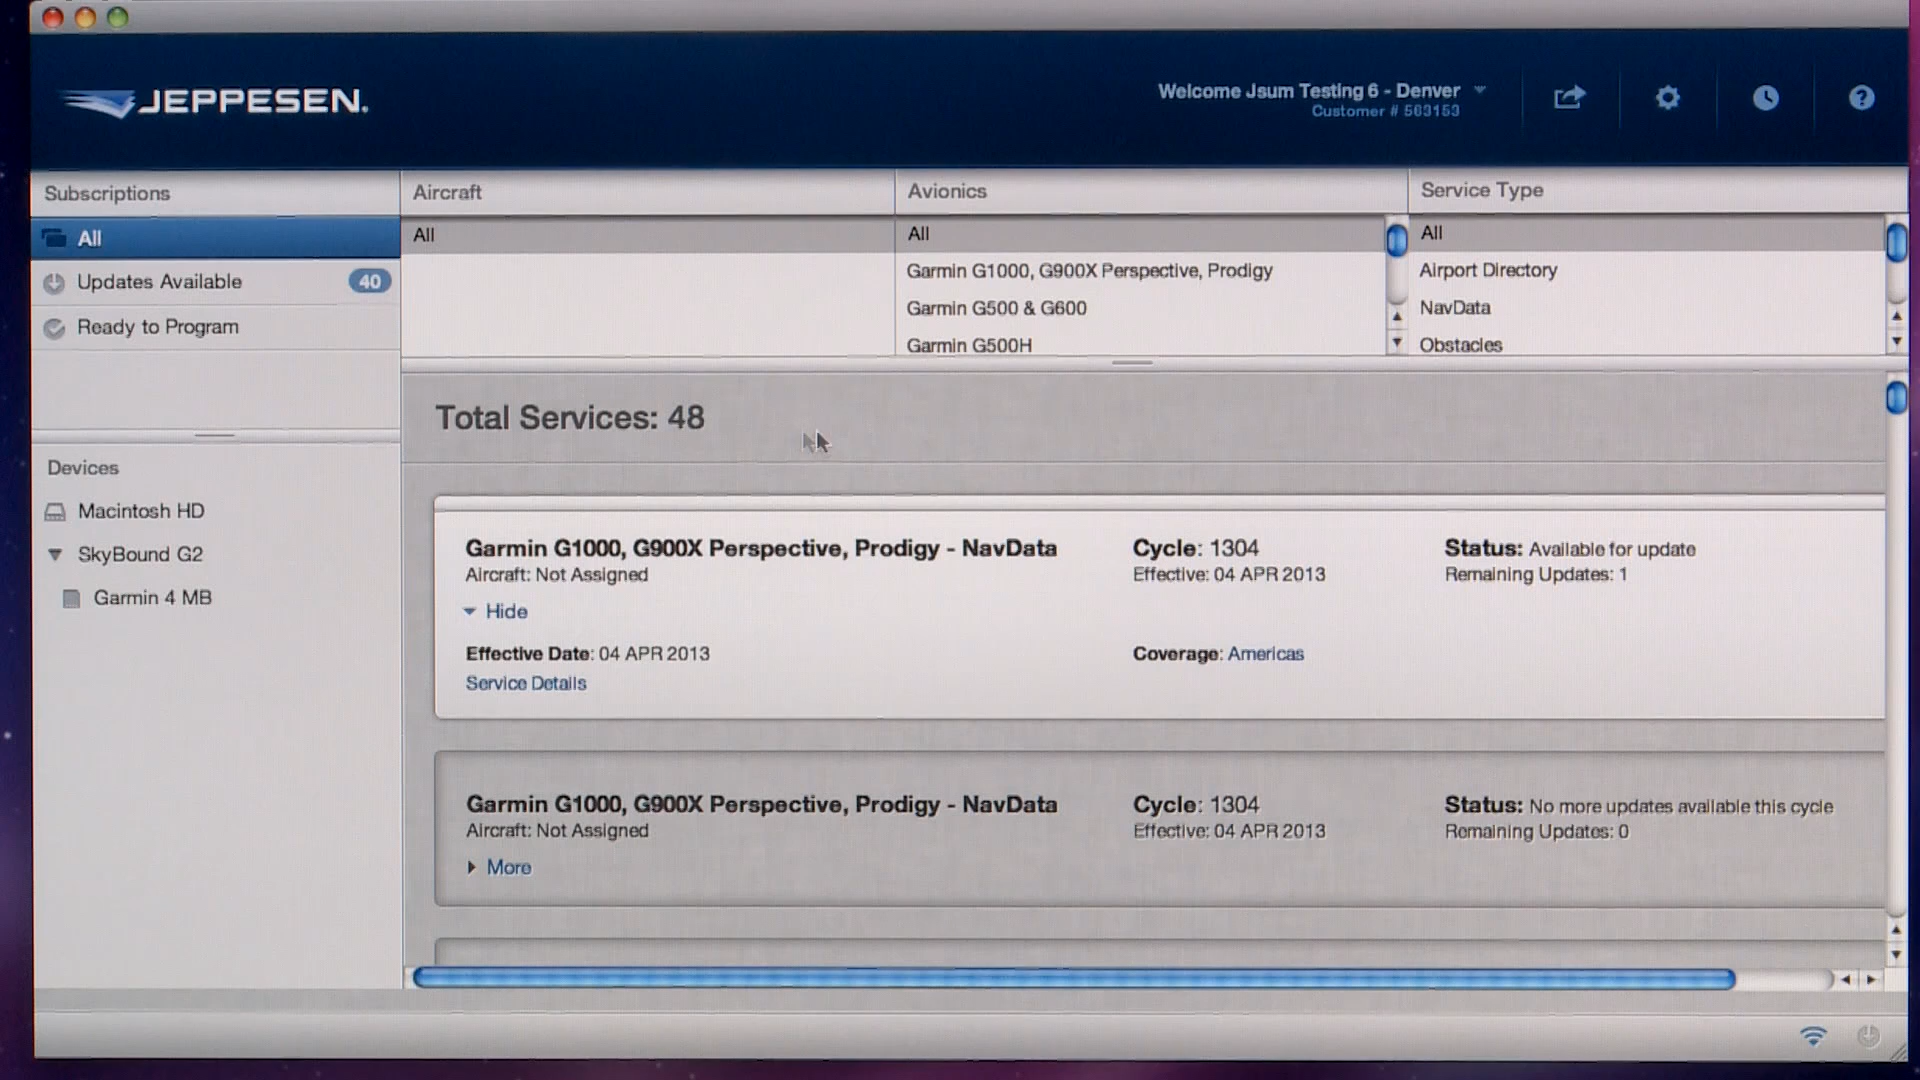 JEPPESEN.
Welcome Jsum Testing 6 - Denver
Customer # 563153
Subscriptions
Aircraft
Avionics
Service Type
All
Updates Available
40
Ready to Program
All
All
Garmin G1000, G900X Perspective, Prodigy
Garmin G500 & G600
Garmin G500H
All
Airport Directory
NavData
Obstacles
Devices
Macintosh HD
SkyBound G2
Garmin 4 MB
Total Services: 48
Garmin G1000, G900X Perspective, Prodigy - NavData
Aircraft: Not Assigned
Hide
Effective Date: 04 APR 2013
Service Details
Cycle: 1304
Effective: 04 APR 2013
Coverage: Americas
Status: Available for update
Remaining Updates: 1
Garmin G1000, G900X Perspective, Prodigy - NavData
Aircraft: Not Assigned
More
Cycle: 1304
Effective: 04 APR 2013
Status: No more updates available this cycle
Remaining Updates: 0